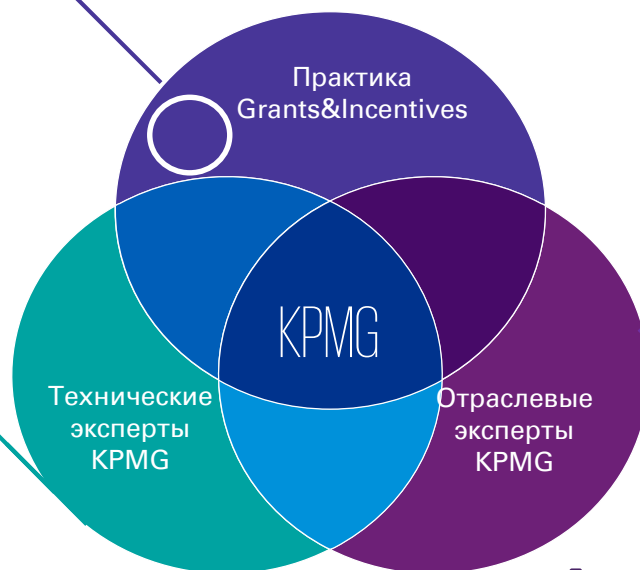 Практика
Grants&Incentives
KPMG
Технические
эксперты
KPMG
Отраслевые
эксперты
KPMG